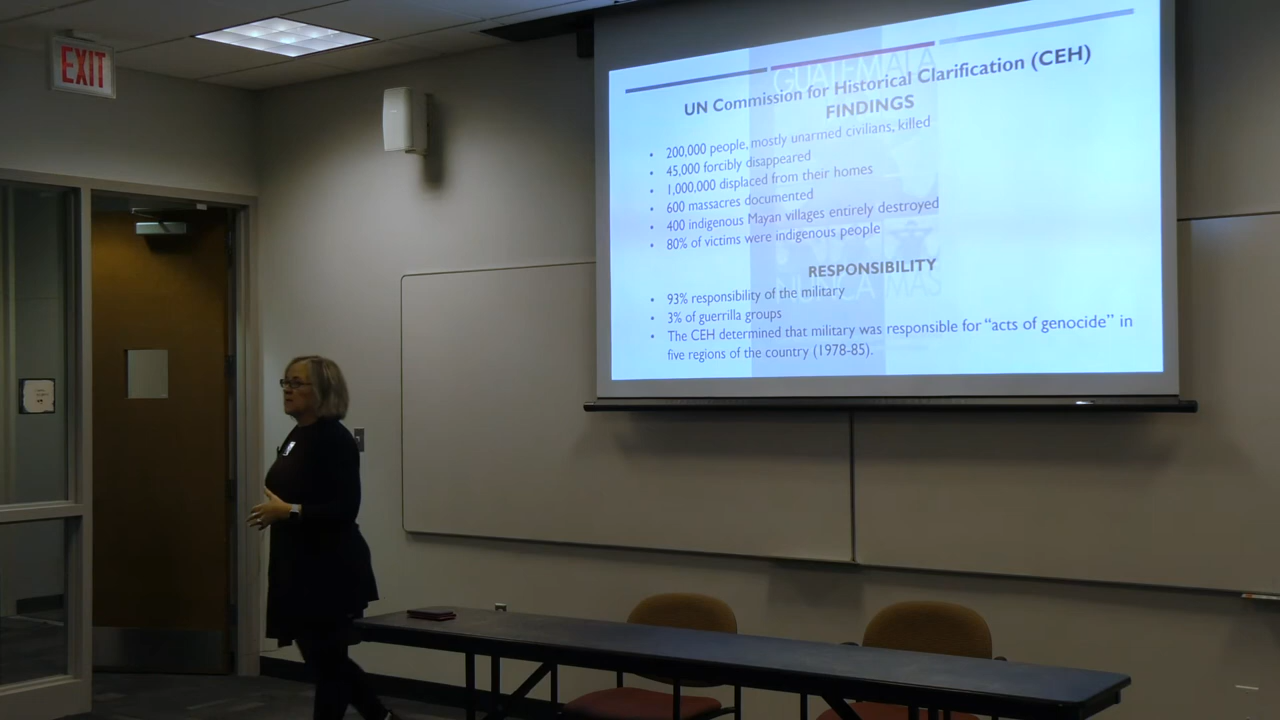 EXIT
GUATEMALA
UN Commission for Historical Clarification (CEH)
FINDINGS
• 200,000 people, mostly unarmed civilians, killed
• 45,000 forcibly disappeared
• 1,000,000 displaced from their homes
• 600 massacres documented
• 400 indigenous Mayan villages entirely destroyed
• 80% of victims were indigenous people
RESPONSIBILITY
NUNCA MÁS
• 93% responsibility of the military
• 3% of guerrilla groups
• The CEH determined that military was responsible for “acts of genocide” in
five regions of the country (1978-85).